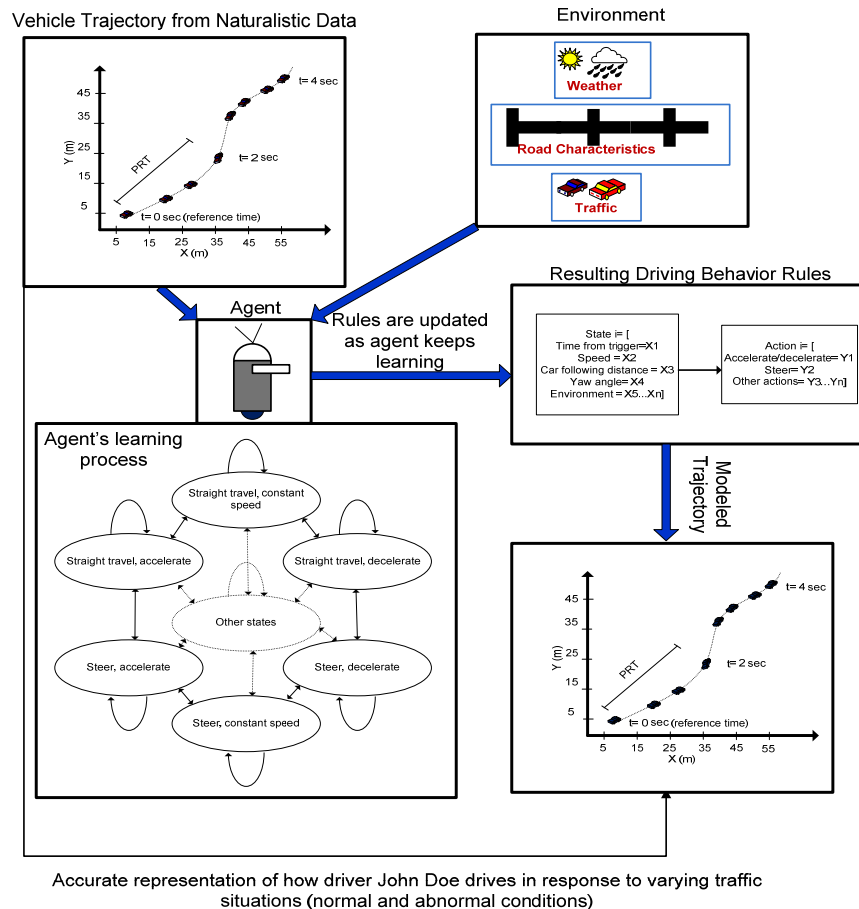 Vehicle Trajectory from Naturalistic Data
Environment
45
35
25
15
5
Y (m)
PRT
t= 4 sec
t= 2 sec
t= 0 sec (reference time)
5 15 25 35 45 55
X (m)
Weather
Road Characteristics
Traffic
Agent
Rules are updated
as agent keeps
learning
Resulting Driving Behavior Rules
State i= [
Time from trigger=X1
Speed = X2
Car following distance = X3
Yaw angle= X4
Environment = X5...Xn]
Action i= [
Accelerate/decelerate= Y1
Steer= Y2
Other actions= Y3...Yn]
Agent's learning
process
Straight travel, constant
speed
Straight travel, accelerate
Straight travel, decelerate
Other states
Steer, accelerate
Steer, decelerate
Steer, constant speed
Modeled
Trajectory
45
35
25
15
5
Y (m)
PRT
t= 4 sec
t= 2 sec
t= 0 sec (reference time)
5 15 25 35 45 55
X (m)
Accurate representation of how driver John Doe drives in response to varying traffic
situations (normal and abnormal conditions)